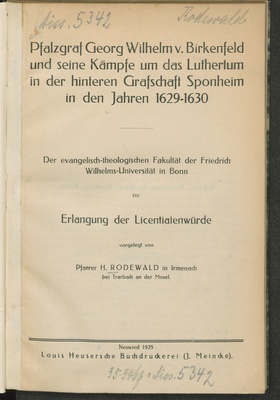 Diss. 5342
Rodewald
Pfalzgraf Georg Wilhelm v. Birkenfeld
und seine Kämpfe um das Luthertum
in der hinteren Grafschaft Sponheim
in den Jahren 1629-1630
Der evangelisch-theologischen Fakultät der Friedrich
Wilhelms-Universität in Bonn
zur
Erlangung der Licentiatenwürde
vorgelegt von
Pfarrer H. RODEWALD in Irmenach
bei Trarbach an der Mosel.
Neuwied 1925
Louis Heusersche Buchdruckerei (J. Meincke).
Diss. 5342